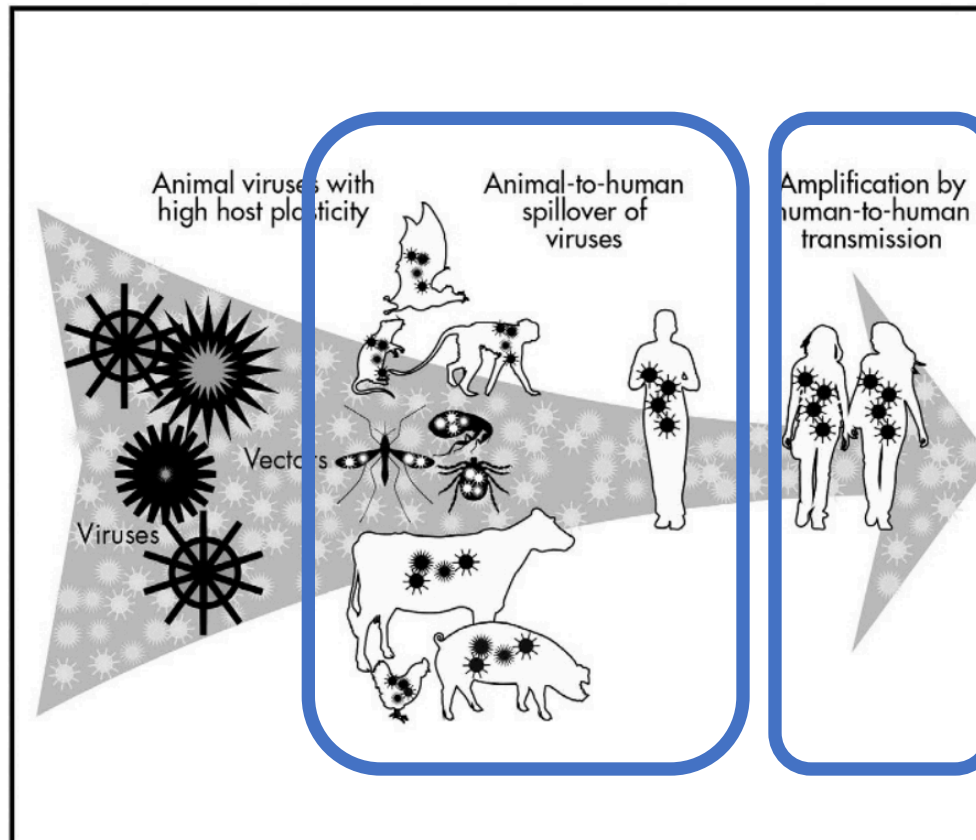 Animal viruses with
high host plasticity
Animal-to-human
spillover of
viruses
Amplification by
human-to-human
transmission
Vectors
Viruses